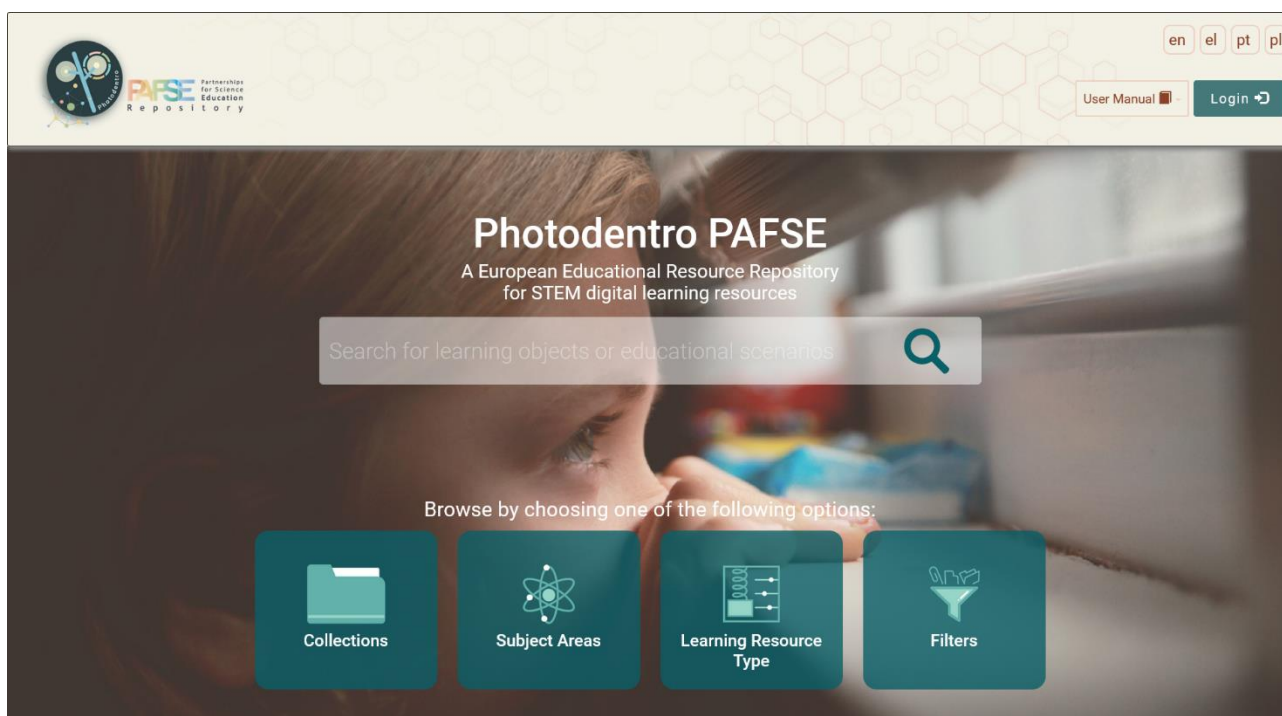 en el pt pl
Photodentro
PAFSE
Partnerships
for Science
Education
Repository
User Manual
Login
Photodentro PAFSE
A European Educational Resource Repository
for STEM digital learning resources
Search for learning objects or educational scenarios
Browse by choosing one of the following options:
Collections
Subject Areas
Learning Resource
Type
Filters